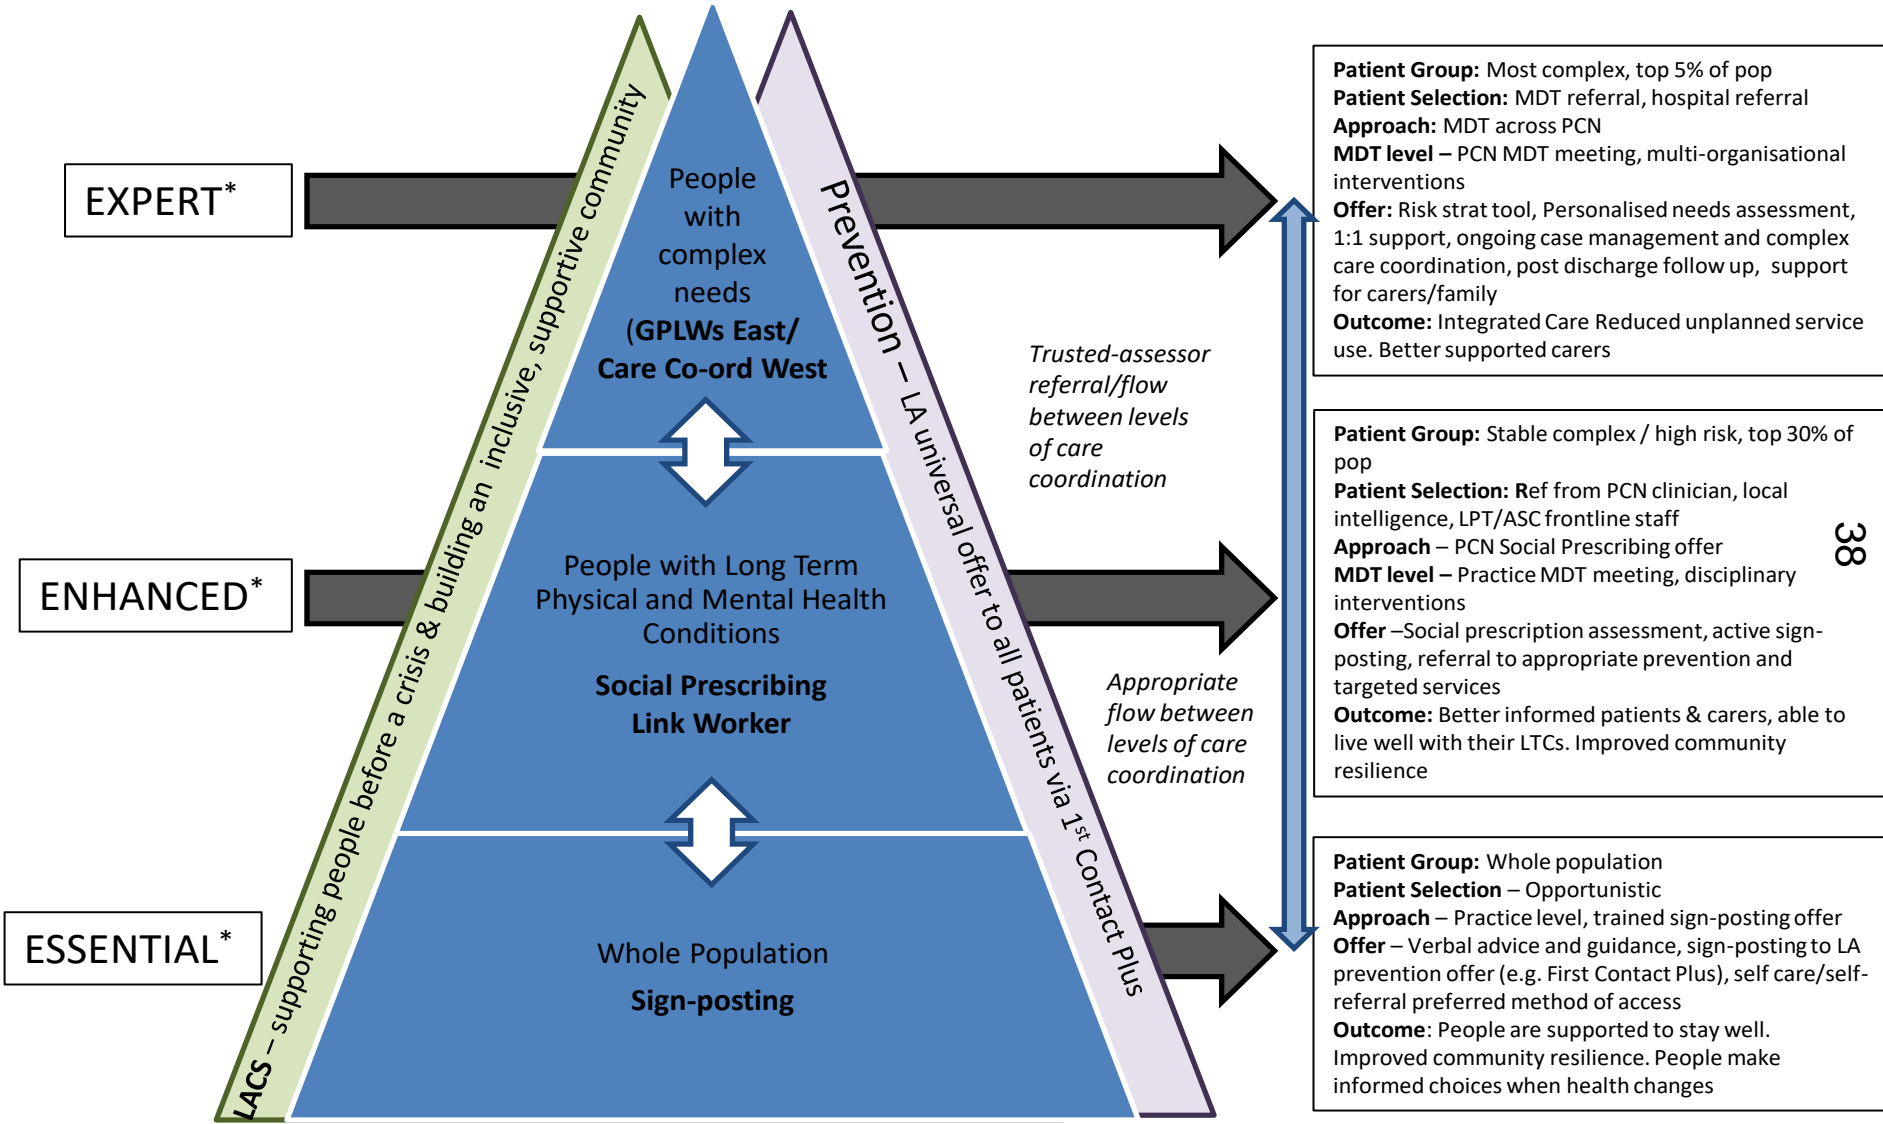 EXPERT*
ENHANCED*
ESSENTIAL*
LACS – supporting people before a crisis & building an inclusive, supportive community
People
with
complex
needs
(GPLWs East/
Care Co-ord West
People with Long Term
Physical and Mental Health
Conditions
Social Prescribing
Link Worker
Whole Population
Sign-posting
Prevention – LA universal offer to all patients via 1st Contact Plus
Trusted-assessor
referral/flow
between levels
of care
coordination
Appropriate
flow between
levels of care
coordination
Patient Group: Most complex, top 5% of pop
Patient Selection: MDT referral, hospital referral
Approach: MDT across PCN
MDT level – PCN MDT meeting, multi-organisational
interventions
Offer: Risk strat tool, Personalised needs assessment,
1:1 support, ongoing case management and complex
care coordination, post discharge follow up, support
for carers/family
Outcome: Integrated Care Reduced unplanned service
use. Better supported carers
Patient Group: Stable complex / high risk, top 30% of
pop
Patient Selection: Ref from PCN clinician, local
intelligence, LPT/ASC frontline staff
Approach – PCN Social Prescribing offer
MDT level – Practice MDT meeting, disciplinary
interventions
Offer –Social prescription assessment, active sign-
posting, referral to appropriate prevention and
targeted services
Outcome: Better informed patients & carers, able to
live well with their LTCs. Improved community
resilience
38
Patient Group: Whole population
Patient Selection – Opportunistic
Approach – Practice level, trained sign-posting offer
Offer – Verbal advice and guidance, sign-posting to LA
prevention offer (e.g. First Contact Plus), self care/self-
referral preferred method of access
Outcome: People are supported to stay well.
Improved community resilience. People make
informed choices when health changes